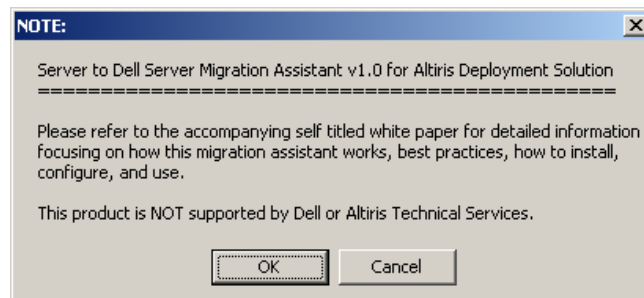 NOTE:
Server to Dell Server Migration Assistant v1.0 for Altiris Deployment Solution
==============================================
Please refer to the accompanying self titled white paper for detailed information
focusing on how this migration assistant works, best practices, how to install,
configure, and use.
This product is NOT supported by Dell or Altiris Technical Services.
OK
Cancel